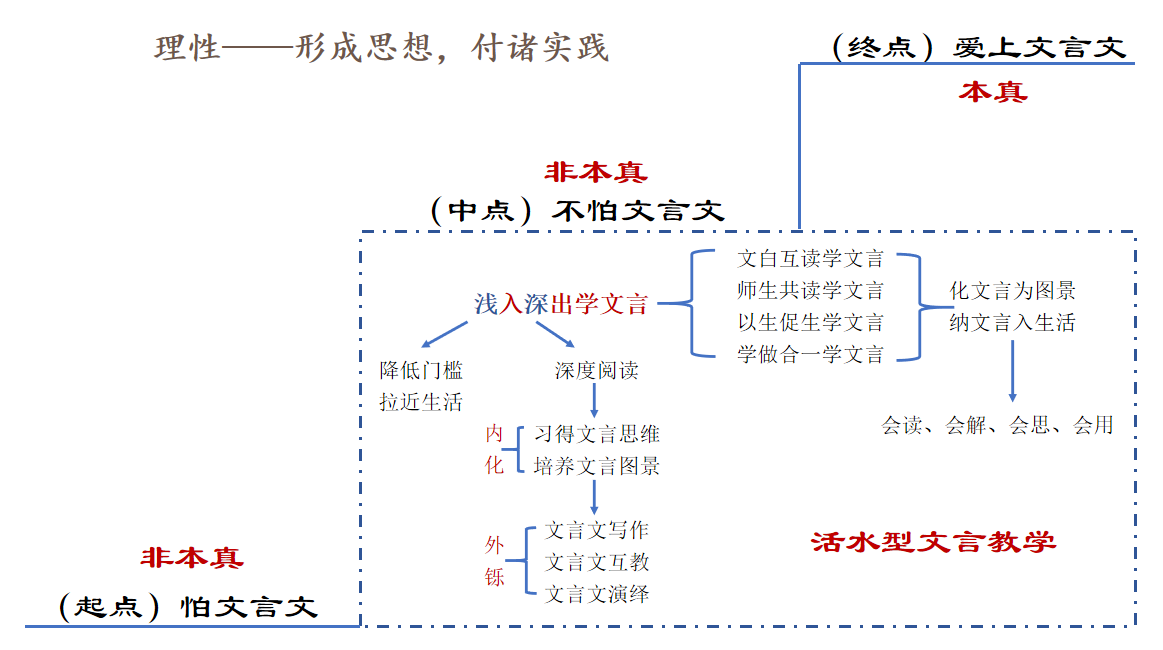 理性——形成思想，付诸实践
（终点）爱上文言文
本真
非本真
（中点）不怕文言文
浅入深出学文言
文白互读学文言
师生共读学文言
以生促生学文言
学做合一学文言
化文言为图景
纳文言入生活
会读、会解、会思、会用
降低门槛
拉近生活
深度阅读
内化
习得文言思维
培养文言图景
外铄
文言文写作
文言文互教
文言文演绎
活水型文言教学
非本真
（起点）怕文言文